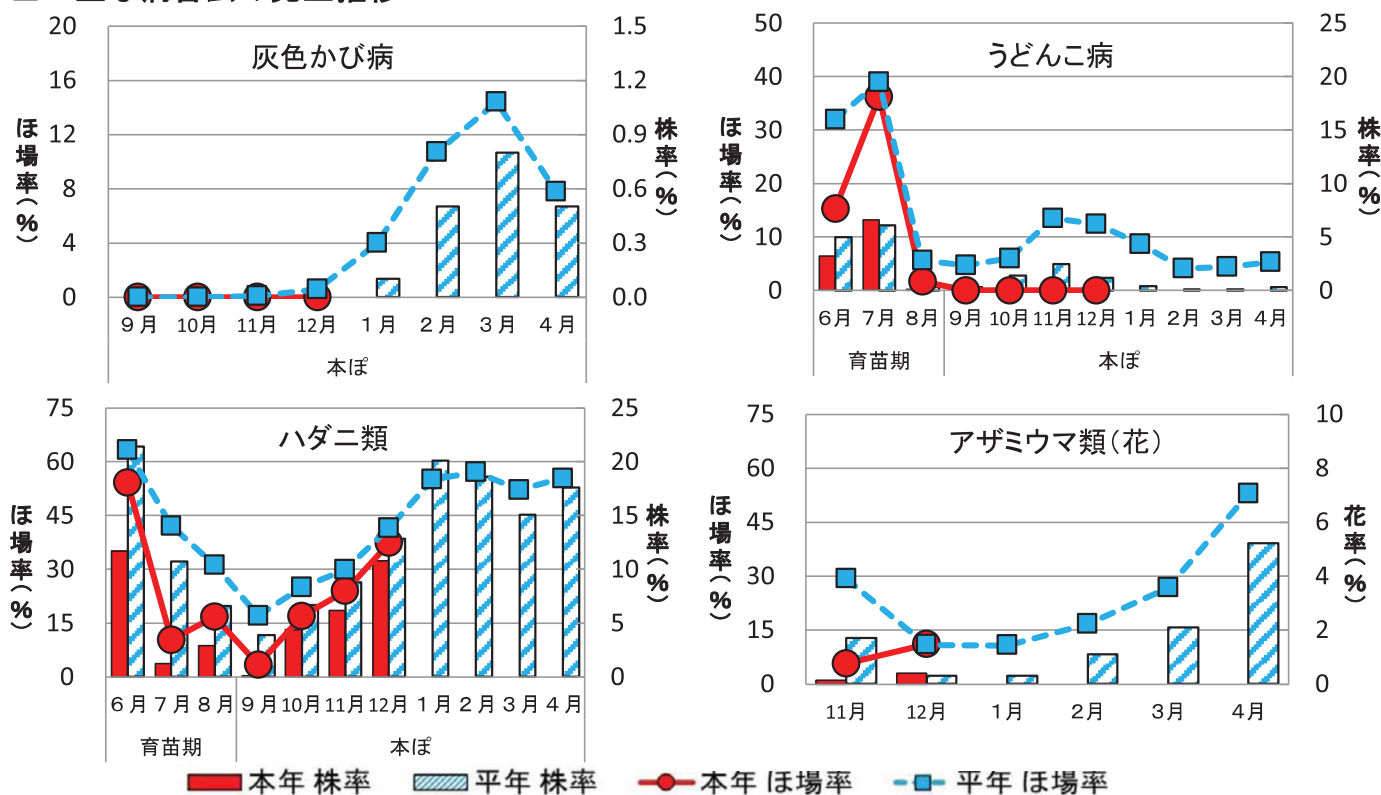 灰色かび病
20
16
12
8
4
0
ほ場率(%)
1.5
1.2
0.9
0.6
0.3
0.0
株率(%)
9月 10月 11月 12月 1月 2月 3月 4月
本ぽ
うどんこ病
50
40
30
20
10
0
ほ場率(%)
25
20
15
10
5
0
株率(%)
6月 7月 8月 9月 10月 11月 12月 1月 2月 3月 4月
育苗期 本ぽ
ハダニ類
75
60
45
30
15
0
ほ場率(%)
25
20
15
10
5
0
株率(%)
6月 7月 8月 9月 10月 11月 12月 1月 2月 3月 4月
育苗期 本ぽ
アザミウマ類(花)
75
60
45
30
15
0
ほ場率(%)
10
8
6
4
2
0
花率(%)
11月 12月 1月 2月 3月 4月
本年 株率 平年 株率 本年 ほ場率 平年 ほ場率